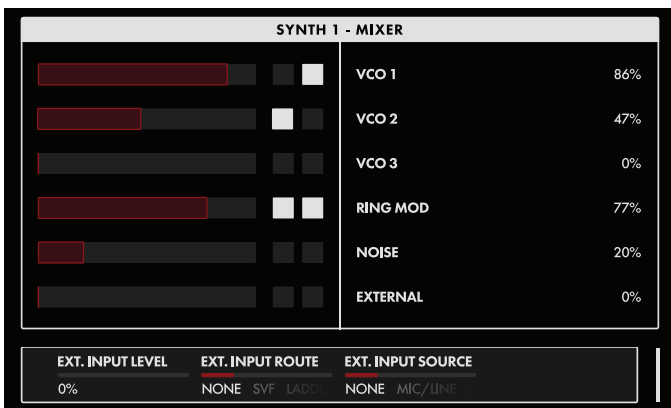 SYNTH 1 - MIXER
VCO 1 86%
VCO 2 47%
VCO 3 0%
RING MOD 77%
NOISE 20%
EXTERNAL 0%
EXT. INPUT LEVEL EXT. INPUT ROUTE EXT. INPUT SOURCE
0% NONE SVF LADDE NONE MIC/LINE